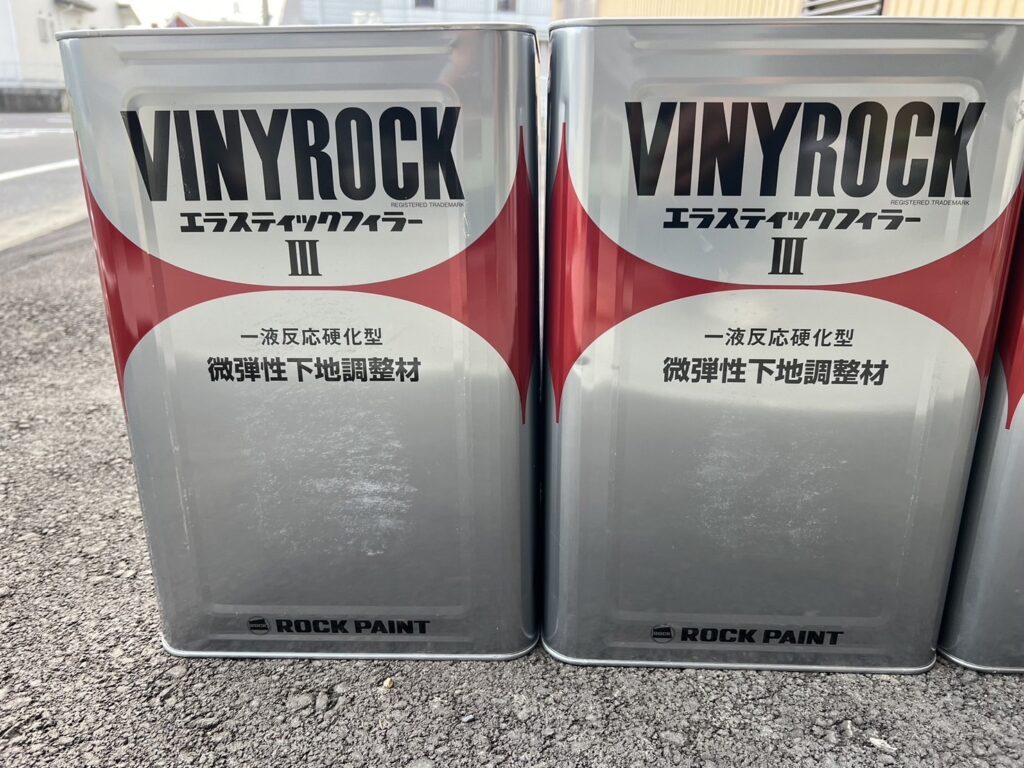 VINYROCK
REGISTERED TRADEMARK
エラスティックフィラー
III
一液反応硬化型
微弾性下地調整材
ROCK ROCK PAINT
VINYROCK
REGISTERED TRADEMARK
エラスティックフィラー
III
一液反応硬化型
微弾性下地調整材
ROCK ROCK PAINT